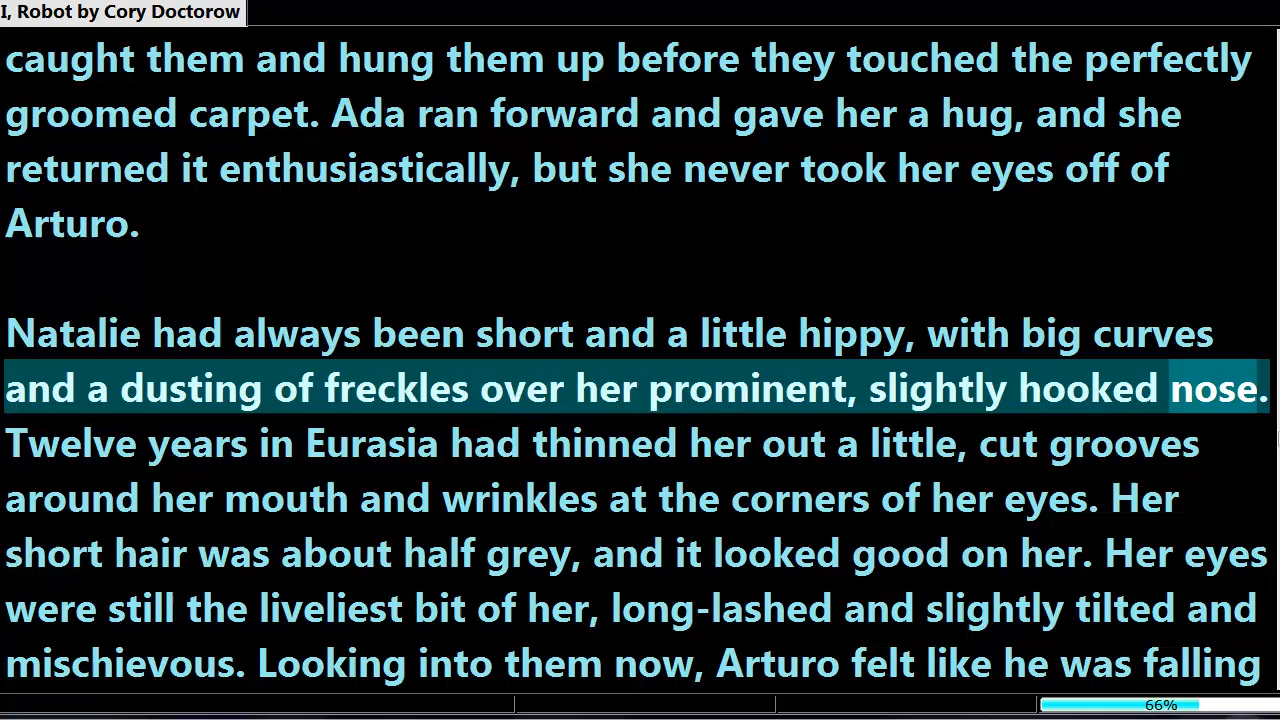 I, Robot by Cory Doctorow
caught them and hung them up before they touched the perfectly
groomed carpet. Ada ran forward and gave her a hug, and she
returned it enthusiastically, but she never took her eyes off of
Arturo.
Natalie had always been short and a little hippy, with big curves
and a dusting of freckles over her prominent, slightly hooked nose.
Twelve years in Eurasia had thinned her out a little, cut grooves
around her mouth and wrinkles at the corners of her eyes. Her
short hair was about half grey, and it looked good on her. Her eyes
were still the liveliest bit of her, long-lashed and slightly tilted and
mischievous. Looking into them now, Arturo felt like he was falling
66%